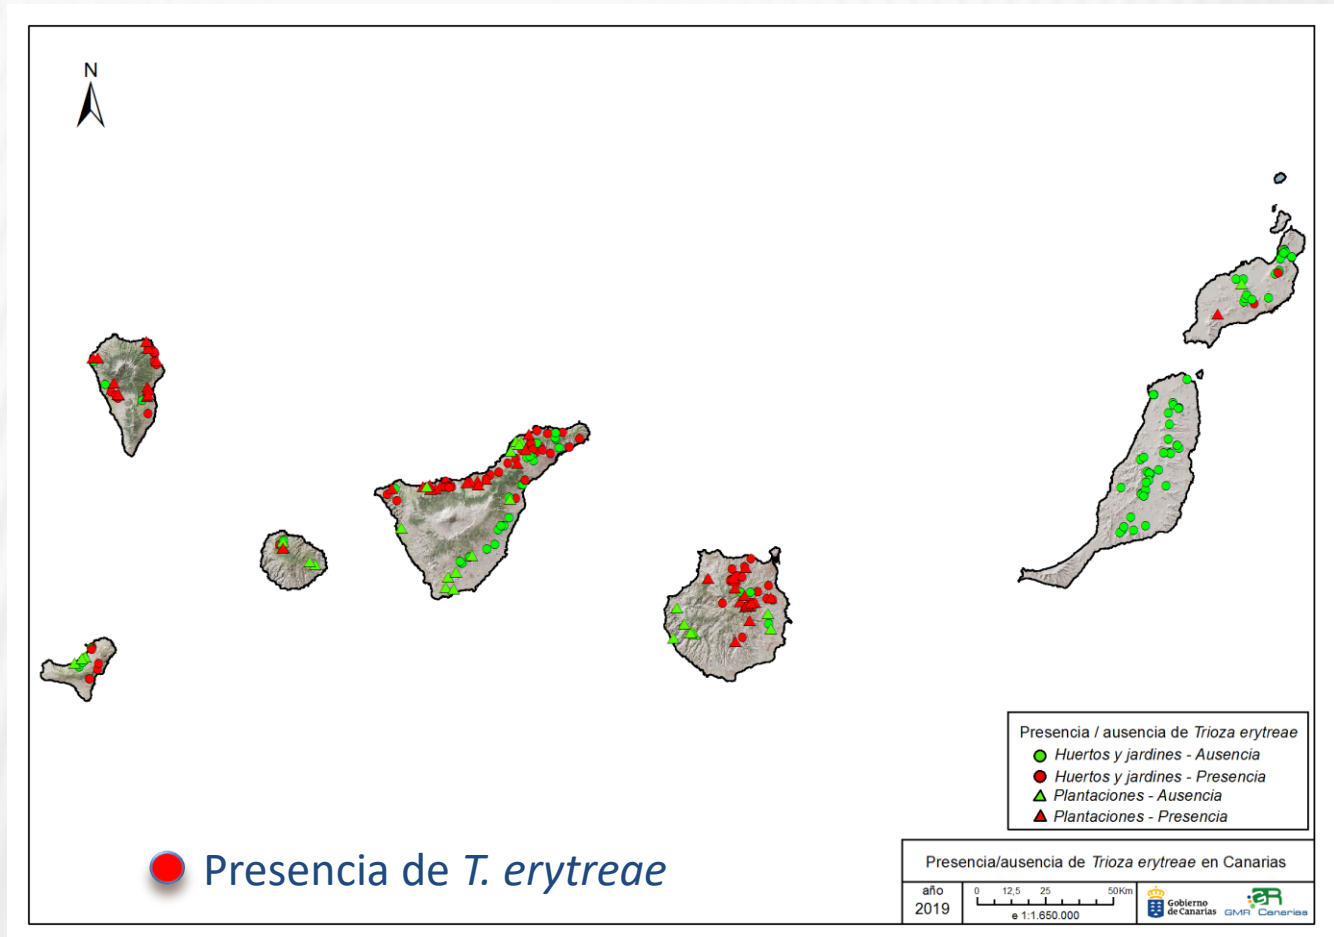 N
Presencia / ausencia de Trioza erytreae
Huertos y jardines - Ausencia
Huertos y jardines - Presencia
Plantaciones - Ausencia
Plantaciones - Presencia
Presencia de T. erytreae
Presencia/ausencia de Trioza erytreae en Canarias
año
2019
0 12,5 25 50Km
e 1:1.650.000
Gobierno
de Canarias
GMR Canarias